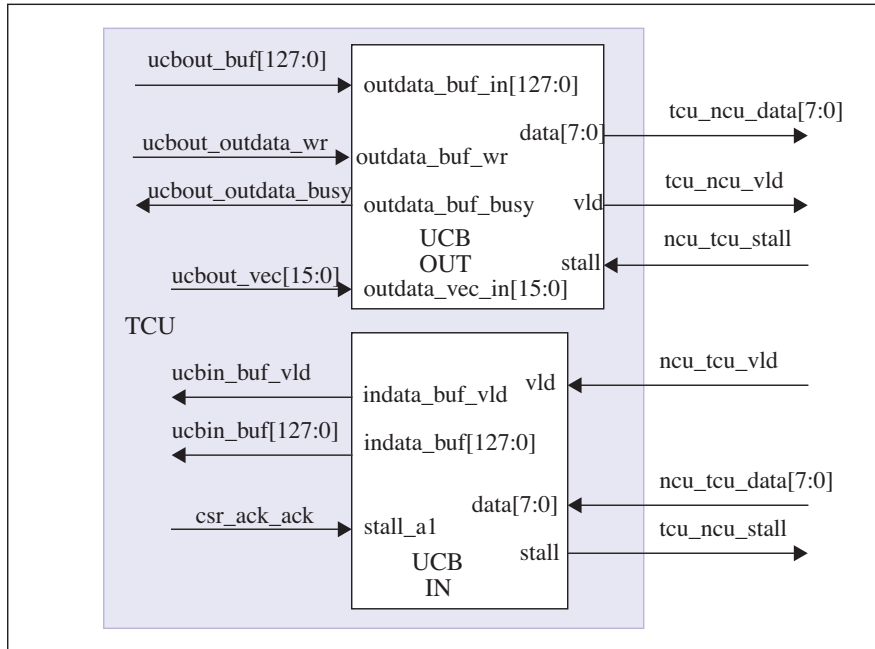 ucbout_buf[127:0]
outdata_buf_in[127:0]
tcu_ncu_data[7:0]
data[7:0]
ucbout_outdata_wr
outdata_buf_wr
ucbout_outdata_busy
tcu_ncu_vld
outdata_buf_busy
vld
UCB
OUT
ncu_tcu_stall
stall
ucbout_vec[15:0]
outdata_vec_in[15:0]
TCU
ucbin_buf_vld
indata_buf_vld
vld
ncu_tcu_vld
ucbin_buf[127:0]
indata_buf[127:0]
ncu_tcu_data[7:0]
data[7:0]
csr_ack_ack
stall_a1
tcu_ncu_stall
stall
UCB
IN